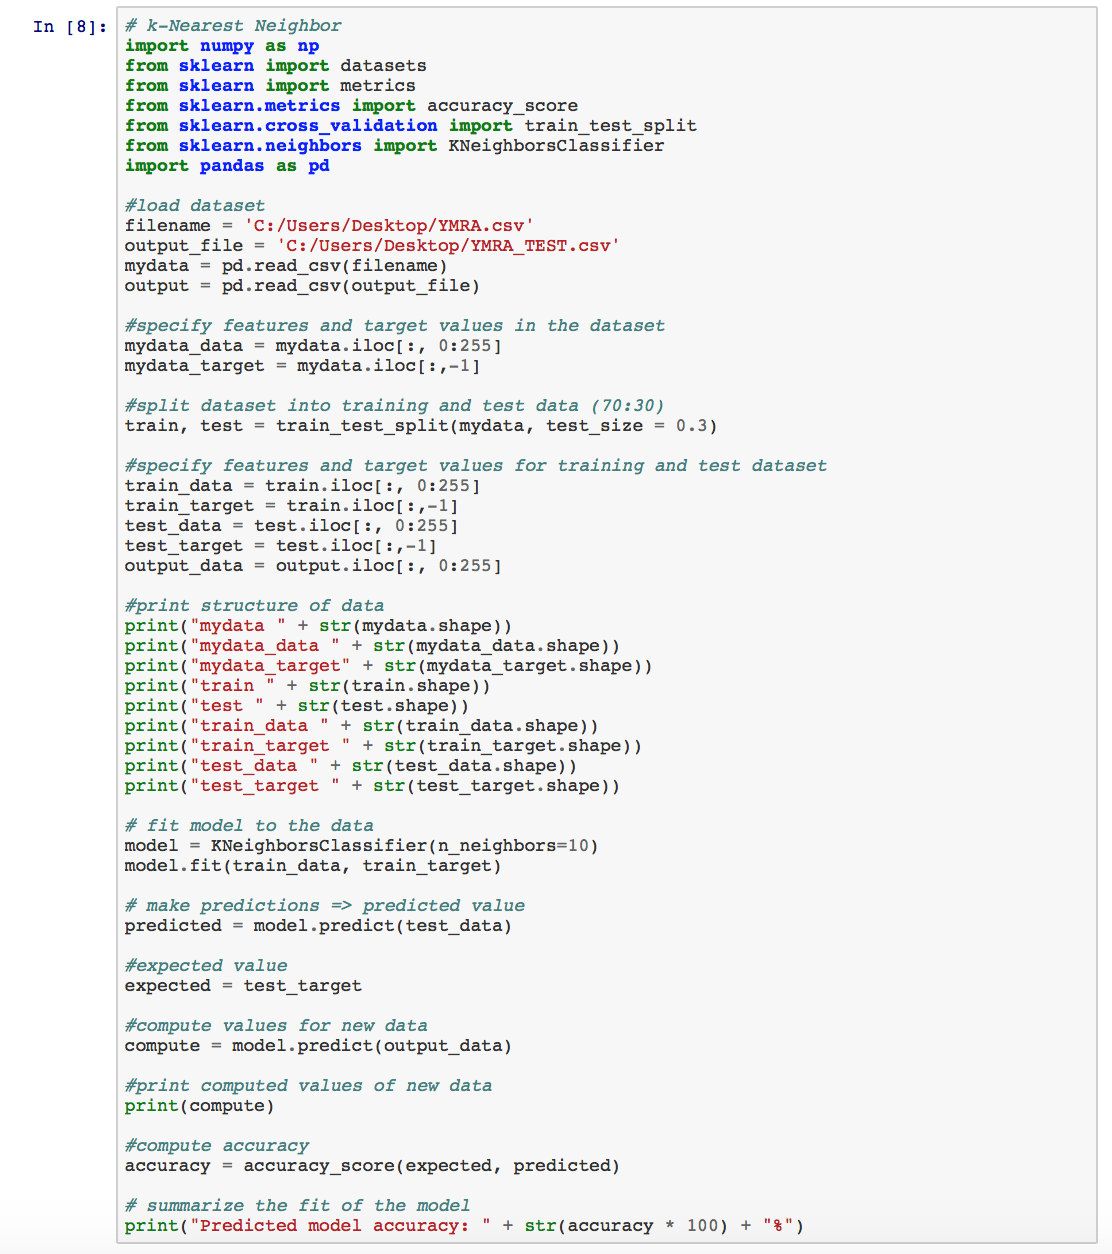 In [8]:
# k-Nearest Neighbor
import numpy as np
from sklearn import datasets
from sklearn import metrics
from sklearn.metrics import accuracy_score
from sklearn.cross_validation import train_test_split
from sklearn.neighbors import KNeighborsClassifier
import pandas as pd
#load dataset
filename = 'C:/Users/Desktop/YMRA.csv'
output_file = 'C:/Users/Desktop/YMRA_TEST.csv'
mydata = pd.read_csv(filename)
output = pd.read_csv(output_file)
#specify features and target values in the dataset
mydata_data = mydata.iloc[:, 0:255]
mydata_target = mydata.iloc[:,-1]
#split dataset into training and test data (70:30)
train, test = train_test_split(mydata, test_size = 0.3)
#specify features and target values for training and test dataset
train_data = train.iloc[:, 0:255]
train_target = train.iloc[:,-1]
test_data = test.iloc[:, 0:255]
test_target = test.iloc[:,-1]
output_data = output.iloc[:, 0:255]
#print structure of data
print("mydata " + str(mydata.shape))
print("mydata_data " + str(mydata_data.shape))
print("mydata_target" + str(mydata_target.shape))
print("train " + str(train.shape))
print("test " + str(test.shape))
print("train_data " + str(train_data.shape))
print("train_target " + str(train_target.shape))
print("test_data " + str(test_data.shape))
print("test_target " + str(test_target.shape))
# fit model to the data
model = KNeighborsClassifier(n_neighbors=10)
model.fit(train_data, train_target)
# make predictions => predicted value
predicted = model.predict(test_data)
#expected value
expected = test_target
#compute values for new data
compute = model.predict(output_data)
#print computed values of new data
print(compute)
#compute accuracy
accuracy = accuracy_score(expected, predicted)
# summarize the fit of the model
print("Predicted model accuracy: " + str(accuracy * 100) + "%")